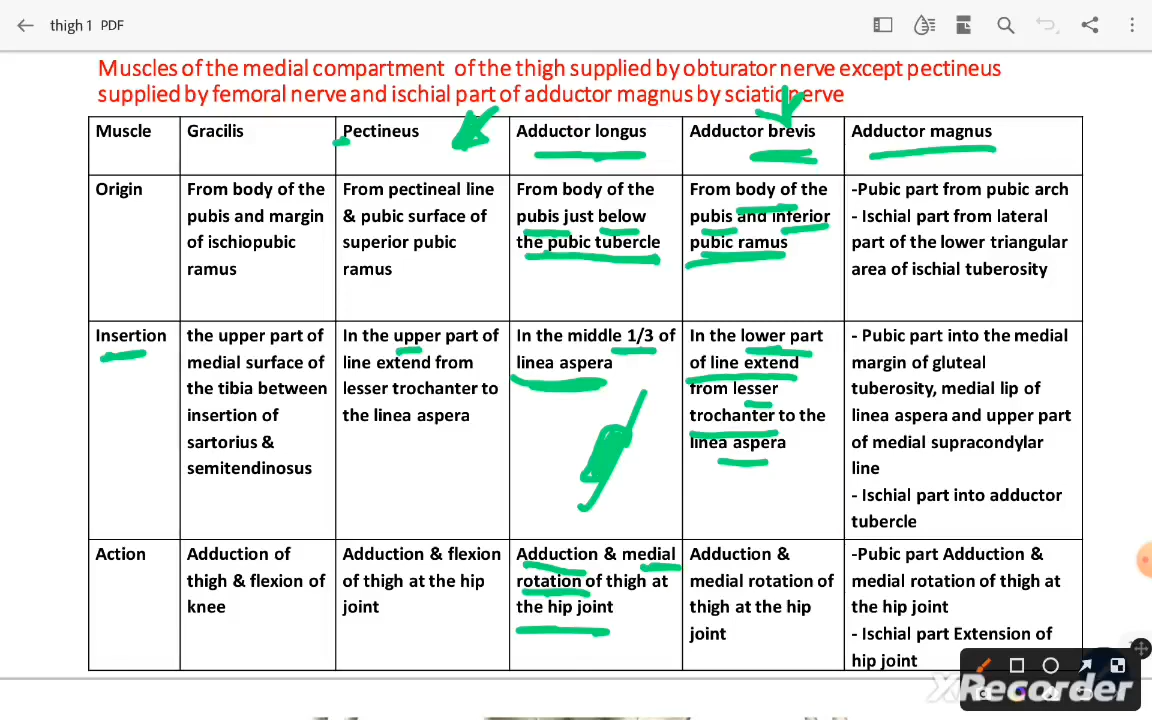 thigh 1 PDF
Muscles of the medial compartment of the thigh supplied by obturator nerve except pectineus
supplied by femoral nerve and ischial part of adductor magnus by sciatic nerve
Muscle
Gracilis
Pectineus
Adductor longus
Adductor brevis
Adductor magnus
Origin
From body of the
pubis and margin
of ischiopubic
ramus
From pectineal line
& pubic surface of
superior pubic
ramus
From body of the
pubis just below
the pubic tubercle
From body of the
pubis and inferior
pubic ramus
-Pubic part from pubic arch
- Ischial part from lateral
part of the lower triangular
area of ischial tuberosity
Insertion
the upper part of
medial surface of
the tibia between
insertion of
sartorius &
semitendinosus
In the upper part of
line extend from
lesser trochanter to
the linea aspera
In the middle 1/3 of
linea aspera
In the lower part
of line extend
from lesser
trochanter to the
linea aspera
- Pubic part into the medial
margin of gluteal
tuberosity, medial lip of
linea aspera and upper part
of medial supracondylar
line
- Ischial part into adductor
tubercle
Action
Adduction of
thigh & flexion of
knee
Adduction & flexion
of thigh at the hip
joint
Adduction & medial
rotation of thigh at
the hip joint
Adduction &
medial rotation of
thigh at the hip
joint
-Pubic part Adduction &
medial rotation of thigh at
the hip joint
- Ischial part Extension of
hip joint
XRecorder